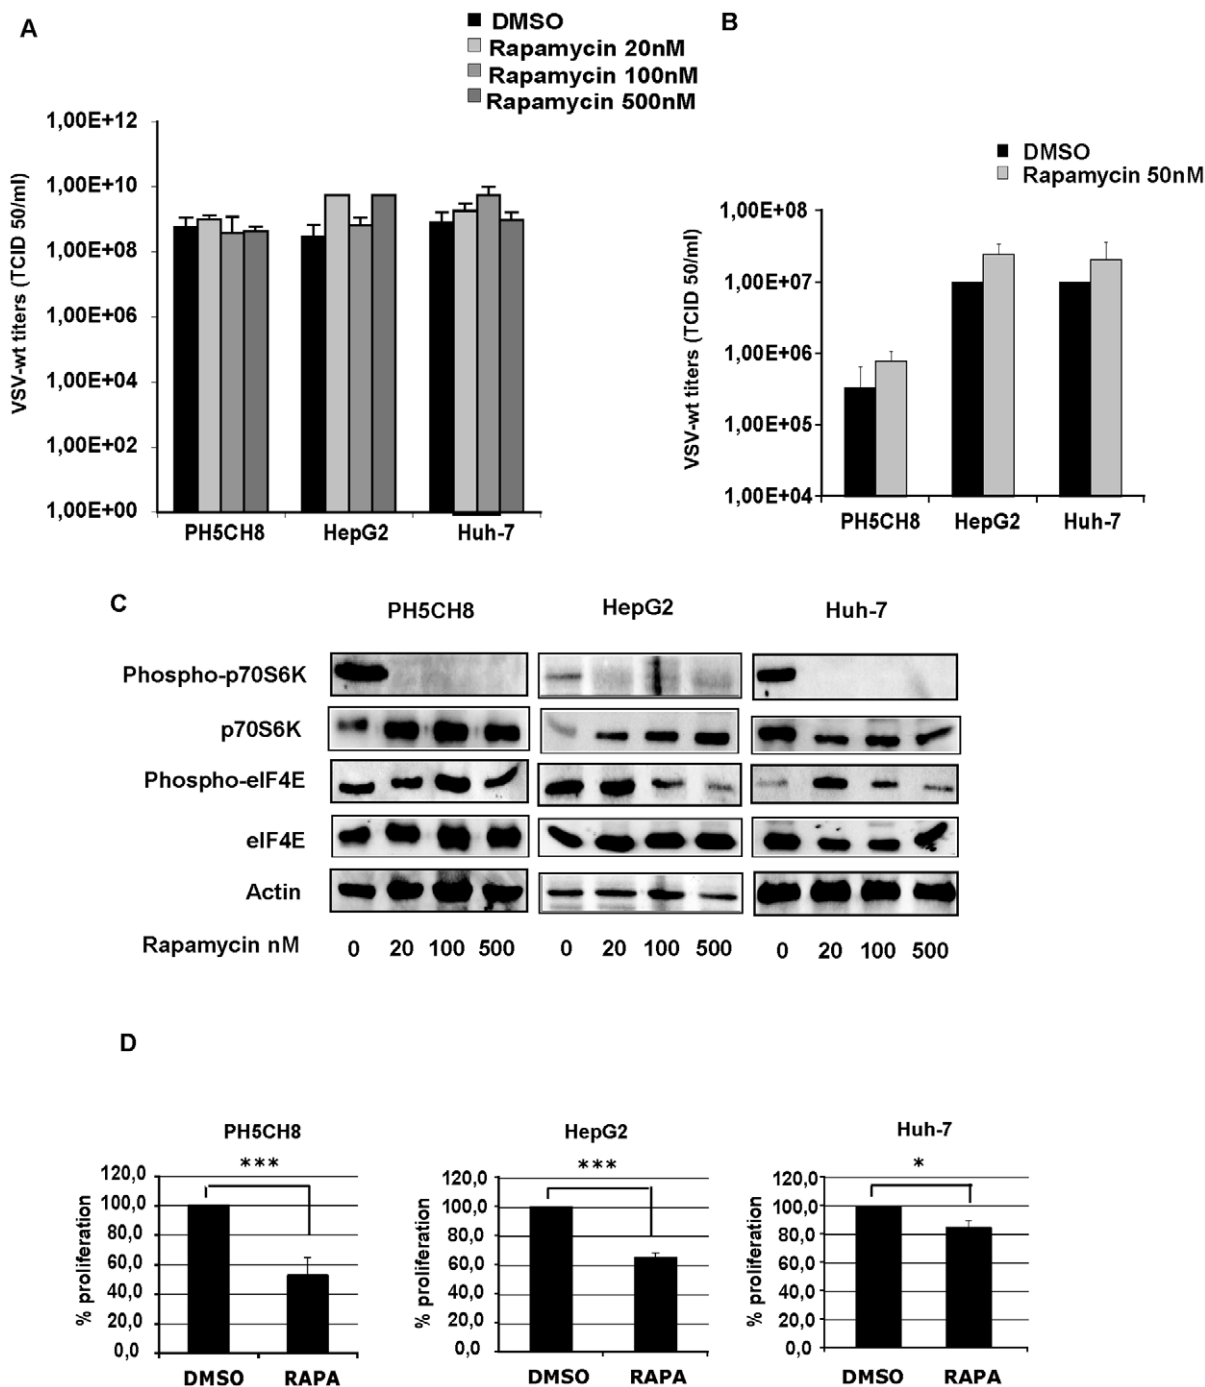 A
DMSO
Rapamycin 20nM
Rapamycin 100nM
Rapamycin 500nM
VSV-wt titers (TCID 50/ml)
1,00E+12
1,00E+10
1,00E+08
1,00E+06
1,00E+04
1,00E+02
1,00E+00
PH5CH8 HepG2 Huh-7
B
DMSO
Rapamycin 50nM
VSV-wt titers (TCID 50/ml)
1,00E+08
1,00E+07
1,00E+06
1,00E+05
1,00E+04
PH5CH8 HepG2 Huh-7
C
PH5CH8 HepG2 Huh-7
Phospho-p70S6K
p70S6K
Phospho-eIF4E
eIF4E
Actin
Rapamycin nM 0 20 100 500 0 20 100 500 0 20 100 500
D
PH5CH8
***
% proliferation
120,0
100,0
80,0
60,0
40,0
20,0
0,0
DMSO RAPA
HepG2
***
% proliferation
120,0
100,0
80,0
60,0
40,0
20,0
0,0
DMSO RAPA
Huh-7
*
% proliferation
120,0
100,0
80,0
60,0
40,0
20,0
0,0
DMSO RAPA